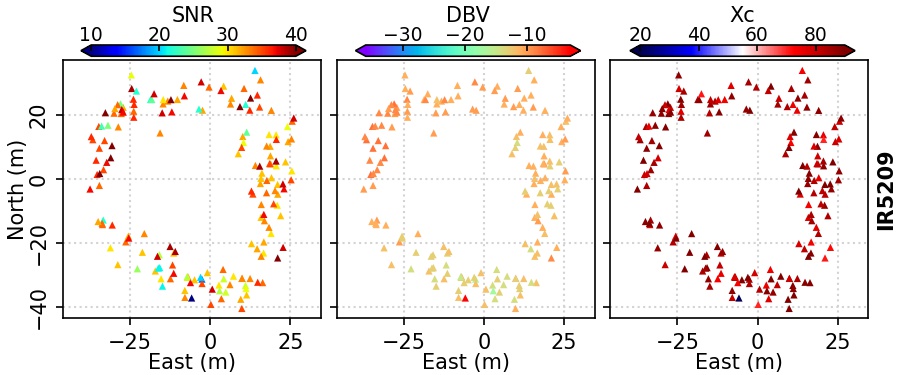 SNR DBV Xc
10 20 30 40 −30 −20 −10 20 40 60 80
North (m)
20
0
−20
−40
−25 0 25 −25 0 25 −25 0 25
East (m) East (m) East (m)
IR5209